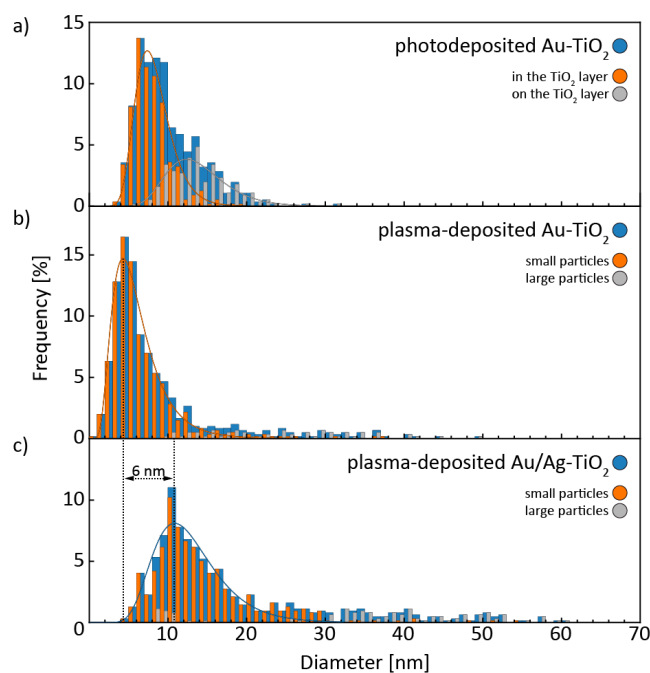 a)
15
10
5
0
photodeposited Au-TiO₂
in the TiO₂ layer
on the TiO₂ layer
b)
15
10
5
0
plasma-deposited Au-TiO₂
small particles
large particles
Frequency [%]
c)
10
5
0
6 nm
plasma-deposited Au/Ag-TiO₂
small particles
large particles
0 10 20 30 40 50 60 70
Diameter [nm]